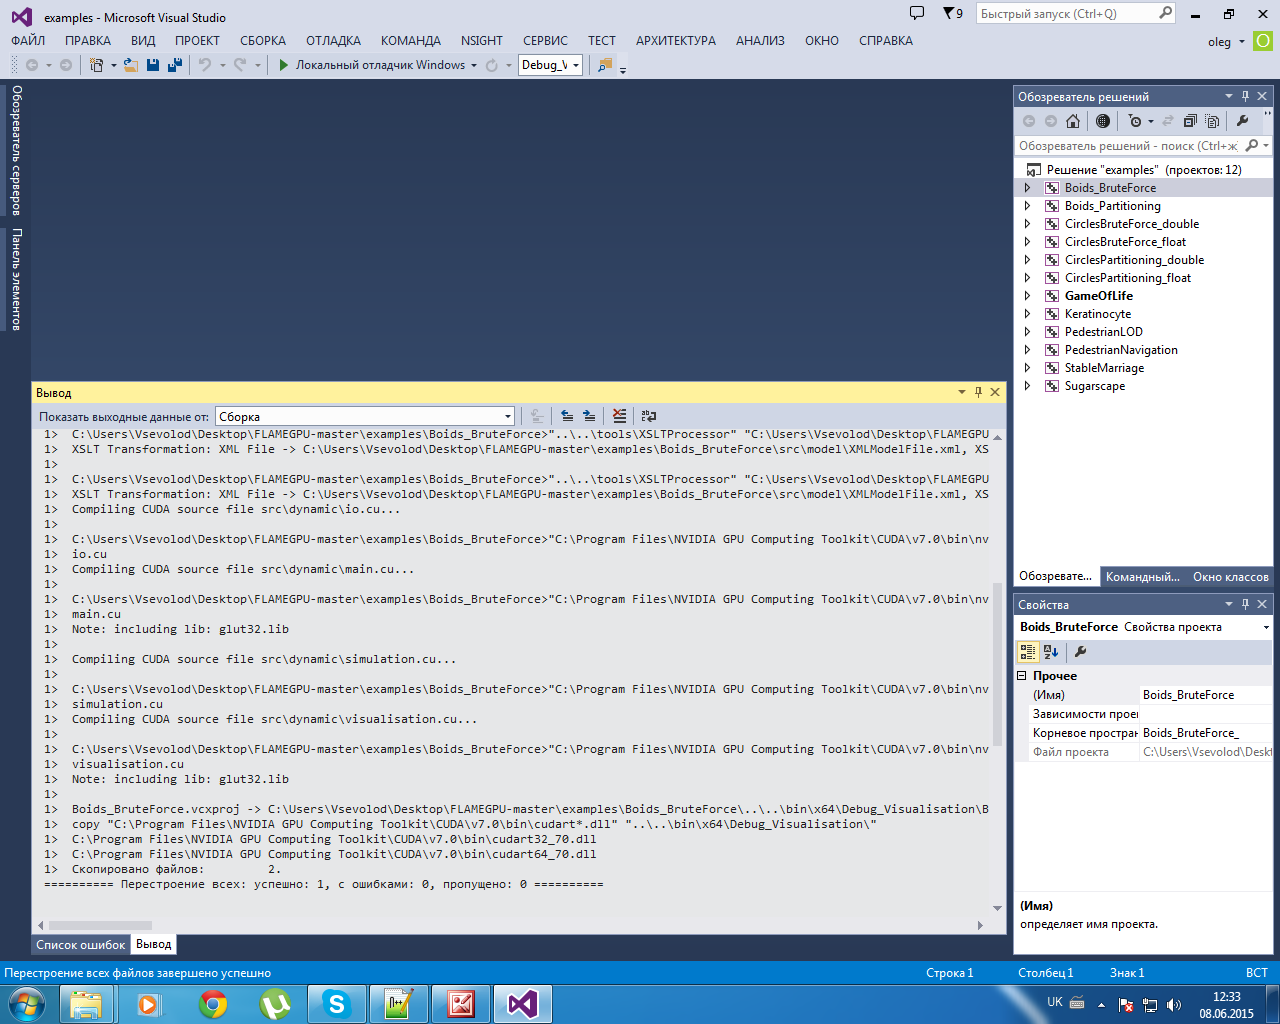 examples - Microsoft Visual Studio
9
Быстрый запуск (Ctrl+Q)
ФАЙЛ ПРАВКА ВИД ПРОЕКТ СБОРКА ОТЛАДКА КОМАНДА NSIGHT СЕРВИС ТЕСТ АРХИТЕКТУРА АНАЛИЗ ОКНО СПРАВКА
oleg O
Локальный отладчик Windows Debug_V
Обозреватель серверов
Панель элементов
Обозреватель решений
Обозреватель решений - поиск (Ctrl+ж
Решение "examples" (проектов: 12)
Boids_BruteForce
Boids_Partitioning
CirclesBruteForce_double
CirclesBruteForce_float
CirclesPartitioning_double
CirclesPartitioning_float
GameOfLife
Keratinocyte
PedestrianLOD
PedestrianNavigation
StableMarriage
Sugarscape
Обозревате... Командный... Окно классов
Вывод
Показать выходные данные от: Сборка
1> C:\Users\Vsevolod\Desktop\FLAMEGPU-master\examples\Boids_BruteForce>"..\..\tools\XSLTProcessor" "C:\Users\Vsevolod\Desktop\FLAMEGPU
1> XSLT Transformation: XML File -> C:\Users\Vsevolod\Desktop\FLAMEGPU-master\examples\Boids_BruteForce\src\model\XMLModelFile.xml, XS
1>
1> C:\Users\Vsevolod\Desktop\FLAMEGPU-master\examples\Boids_BruteForce>"..\..\tools\XSLTProcessor" "C:\Users\Vsevolod\Desktop\FLAMEGPU
1> XSLT Transformation: XML File -> C:\Users\Vsevolod\Desktop\FLAMEGPU-master\examples\Boids_BruteForce\src\model\XMLModelFile.xml, XS
1> Compiling CUDA source file src\dynamic\io.cu...
1>
1> C:\Users\Vsevolod\Desktop\FLAMEGPU-master\examples\Boids_BruteForce>"C:\Program Files\NVIDIA GPU Computing Toolkit\CUDA\v7.0\bin\nv
1> io.cu
1> Compiling CUDA source file src\dynamic\main.cu...
1>
1> C:\Users\Vsevolod\Desktop\FLAMEGPU-master\examples\Boids_BruteForce>"C:\Program Files\NVIDIA GPU Computing Toolkit\CUDA\v7.0\bin\nv
1> main.cu
1> Note: including lib: glut32.lib
1>
1> Compiling CUDA source file src\dynamic\simulation.cu...
1>
1> C:\Users\Vsevolod\Desktop\FLAMEGPU-master\examples\Boids_BruteForce>"C:\Program Files\NVIDIA GPU Computing Toolkit\CUDA\v7.0\bin\nv
1> simulation.cu
1> Compiling CUDA source file src\dynamic\visualisation.cu...
1>
1> C:\Users\Vsevolod\Desktop\FLAMEGPU-master\examples\Boids_BruteForce>"C:\Program Files\NVIDIA GPU Computing Toolkit\CUDA\v7.0\bin\nv
1> visualisation.cu
1> Note: including lib: glut32.lib
1>
1> Boids_BruteForce.vcxproj -> C:\Users\Vsevolod\Desktop\FLAMEGPU-master\examples\Boids_BruteForce\..\..\bin\x64\Debug_Visualisation\B
1> copy "C:\Program Files\NVIDIA GPU Computing Toolkit\CUDA\v7.0\bin\cudart*.dll" "..\..\bin\x64\Debug_Visualisation\"
1> C:\Program Files\NVIDIA GPU Computing Toolkit\CUDA\v7.0\bin\cudart32_70.dll
1> C:\Program Files\NVIDIA GPU Computing Toolkit\CUDA\v7.0\bin\cudart64_70.dll
1> Скопировано файлов: 2.
========== Перестроение всех: успешно: 1, с ошибками: 0, пропущено: 0 ==========
Список ошибок Вывод
Свойства
Boids_BruteForce Свойства проекта
Прочее
(Имя) Boids_BruteForce
Зависимости проек
Корневое простран Boids_BruteForce_
Файл проекта C:\Users\Vsevolod\Deskt
(Имя)
определяет имя проекта.
Перестроение всех файлов завершено успешно Строка 1 Столбец 1 Знак 1 ВСТ
UK 12:33
08.06.2015